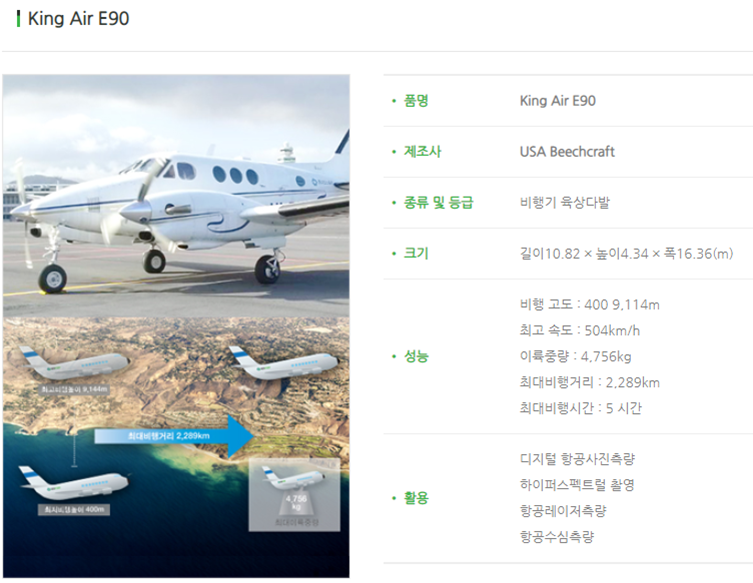 King Air E90
• 품명 King Air E90
• 제조사 USA Beechcraft
• 종류 및 등급 비행기 육상다발
• 크기 길이10.82 × 높이4.34 × 폭16.36(m)
• 성능
비행 고도 : 400 9,114m
최고 속도 : 504km/h
이륙중량 : 4,756kg
최대비행거리 : 2,289km
최대비행시간 : 5 시간
• 활용
디지털 항공사진측량
하이퍼스펙트럴 촬영
항공레이저측량
항공수심측량
최고비행높이 9,144m
최대비행거리 2,289km
최저비행높이 400m
4,756
kg
최대이륙중량